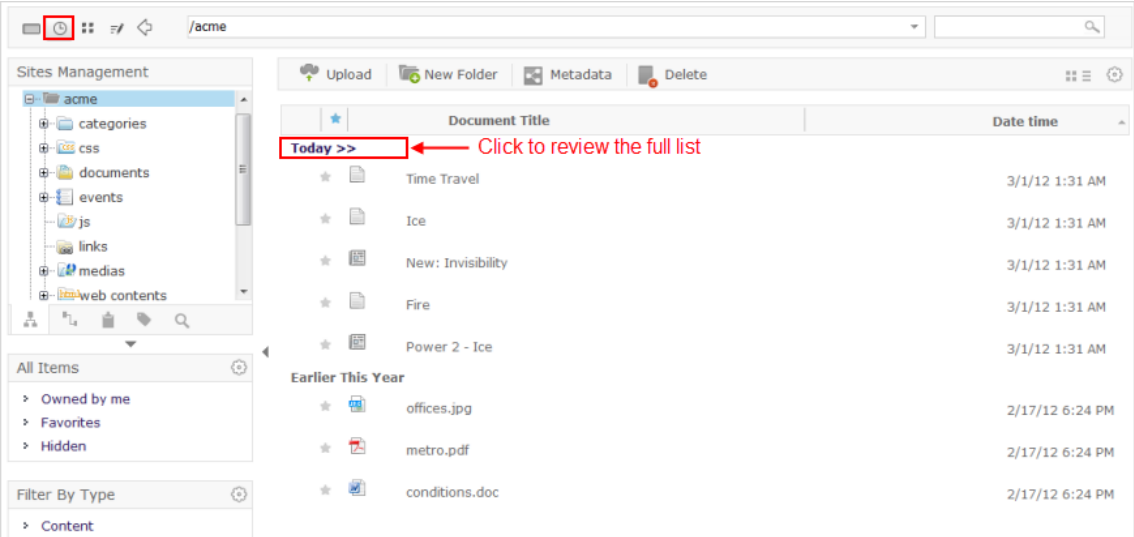 /acme
Sites Management
Upload New Folder Metadata Delete
acme
categories
css
documents
events
js
links
medias
web contents
Document Title Date time
Today >> Click to review the full list
Time Travel 3/1/12 1:31 AM
Ice 3/1/12 1:31 AM
New: Invisibility 3/1/12 1:31 AM
Fire 3/1/12 1:31 AM
Power 2 - Ice 3/1/12 1:31 AM
Earlier This Year
offices.jpg 2/17/12 6:24 PM
metro.pdf 2/17/12 6:24 PM
conditions.doc 2/17/12 6:24 PM
All Items
Owned by me
Favorites
Hidden
Filter By Type
Content